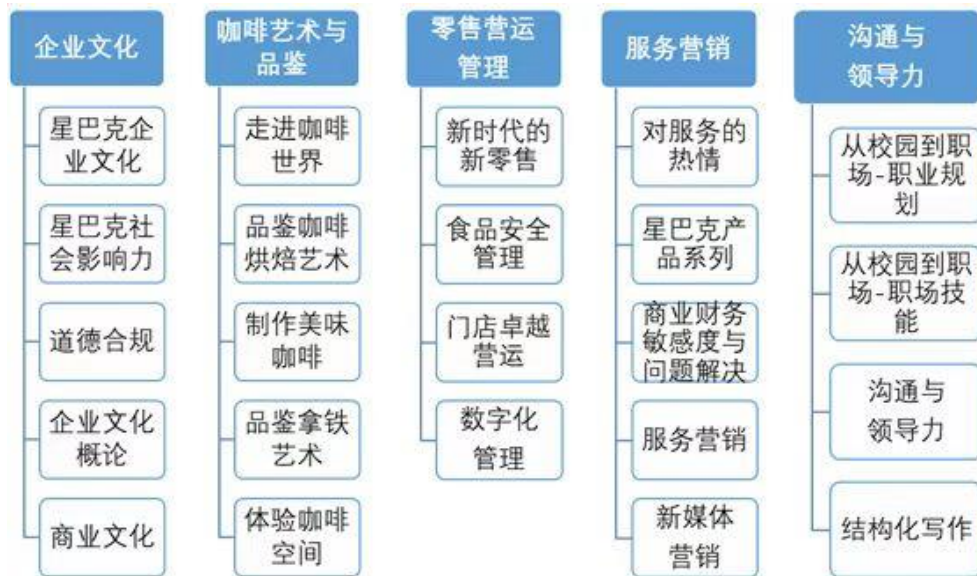 企业文化
星巴克企
业文化
星巴克社
会影响力
道德合规
企业文化
概论
商业文化
咖啡艺术与
品鉴
走进咖啡
世界
品鉴咖啡
烘焙艺术
制作美味
咖啡
品鉴拿铁
艺术
体验咖啡
空间
零售营运
管理
新时代的
新零售
食品安全
管理
门店卓越
营运
数字化
管理
服务营销
对服务的
热情
星巴克产
品系列
商业财务
敏感度与
问题解决
服务营销
新媒体
营销
沟通与
领导力
从校园到职
场-职业规
划
从校园到职
场-职场技
能
沟通与
领导力
结构化写作